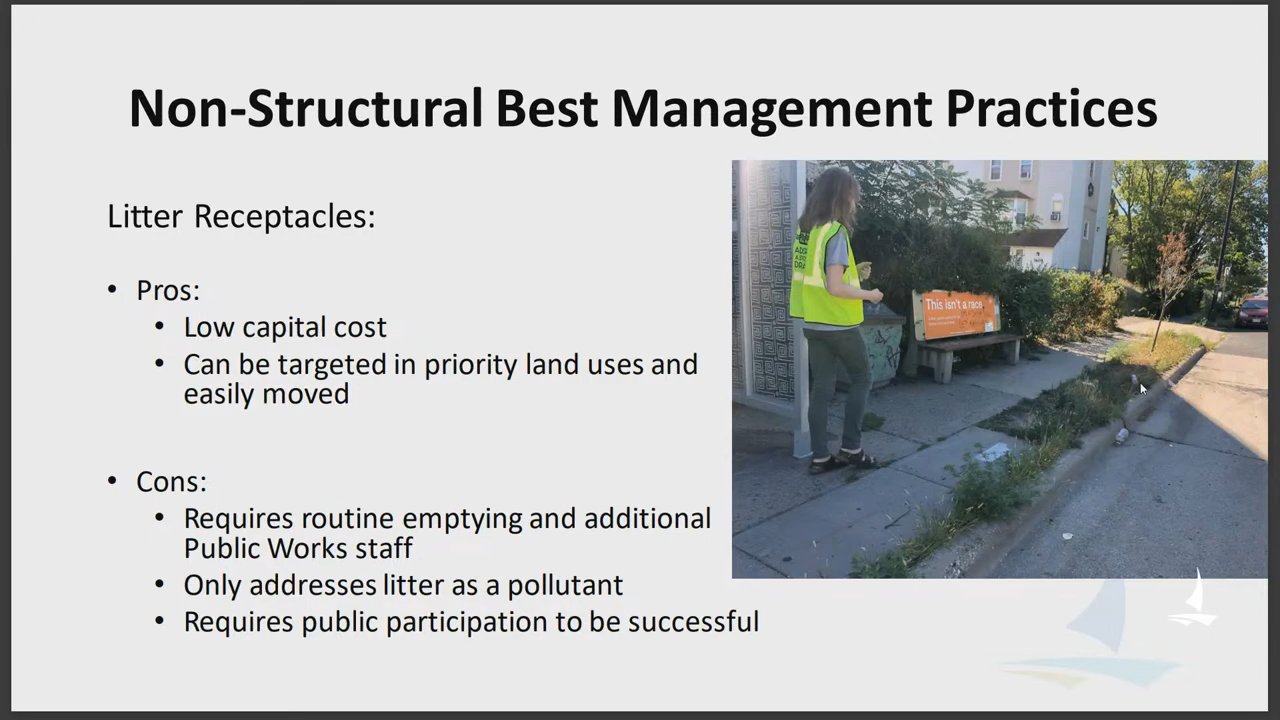 Non-Structural Best Management Practices
Litter Receptacles:
• Pros:
• Low capital cost
• Can be targeted in priority land uses and
easily moved
• Cons:
• Requires routine emptying and additional
Public Works staff
• Only addresses litter as a pollutant
• Requires public participation to be successful
This isn't a race